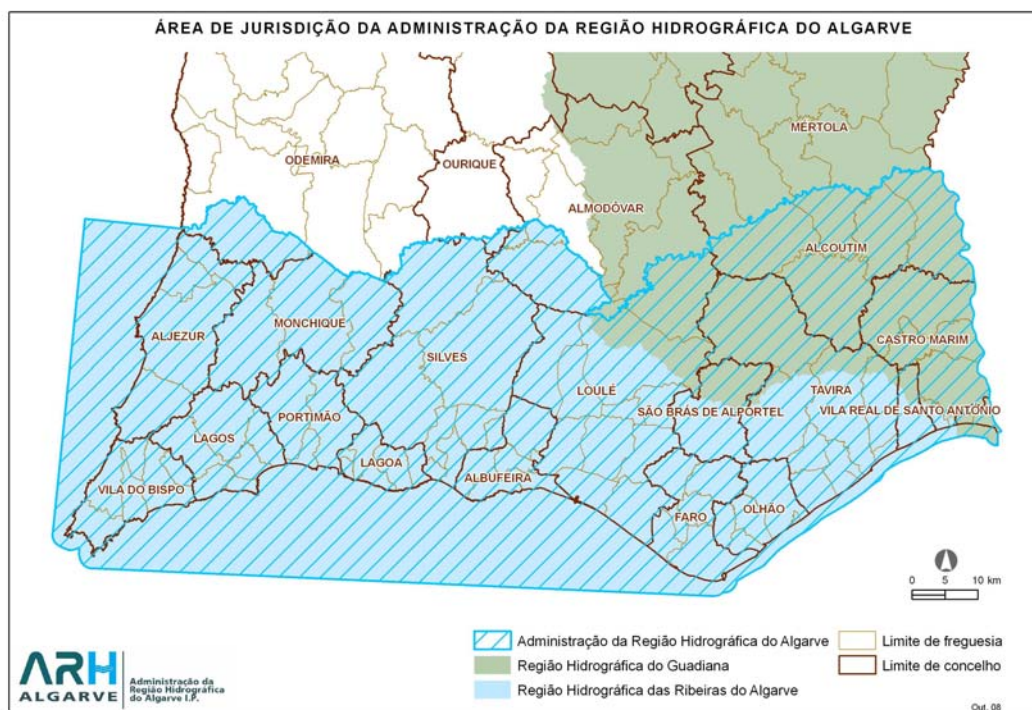 ÁREA DE JURISDIÇÃO DA ADMINISTRAÇÃO DA REGIÃO HIDROGRÁFICA DO ALGARVE
MÉRTOLA
ODEMIRA
OURIQUE
ALMODÓVAR
ALCOUTIM
ALJEZUR
MONCHIQUE
SILVES
CASTRO MARIM
LOULÉ
TAVIRA
PORTIMÃO
SÃO BRÁS DE ALPORTEL
VILA REAL DE SANTO ANTÓNIO
LAGOS
LAGOA
ALBUFEIRA
VILA DO BISPO
FARO
OLHÃO
0 5 10 km
Administração da Região Hidrográfica do Algarve
Região Hidrográfica do Guadiana
Região Hidrográfica das Ribeiras do Algarve
Limite de freguesia
Limite de concelho
ARH
ALGARVE
Administração da
Região Hidrográfica
do Algarve I.P.
Out. 08